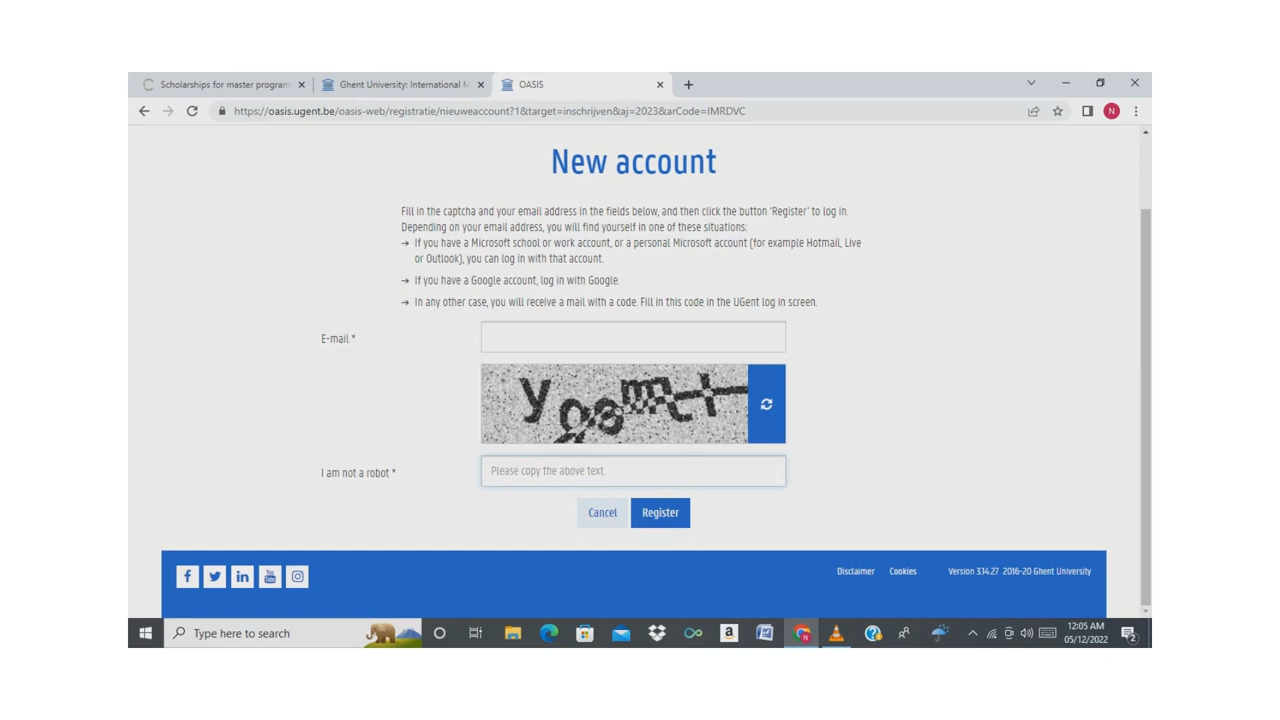 Scholarships for master program
Ghent University: International M
OASIS
https://oasis.ugent.be/oasis-web/registratie/nieuweaccount?1&target=inschrijven&aj=2023&arCode=IMRDVC
N
New account
Fill in the captcha and your email address in the fields below, and then click the button 'Register' to log in.
Depending on your email address, you will find yourself in one of these situations:
→ If you have a Microsoft school or work account, or a personal Microsoft account (for example Hotmail, Live
or Outlook), you can log in with that account.
→ If you have a Google account, log in with Google.
→ In any other case, you will receive a mail with a code. Fill in this code in the UGent log in screen.
E-mail *
I am not a robot *
Please copy the above text.
Cancel
Register
Disclaimer
Cookies
Version 3.14.27 2016-20 Ghent University
Type here to search
12:05 AM
05/12/2022